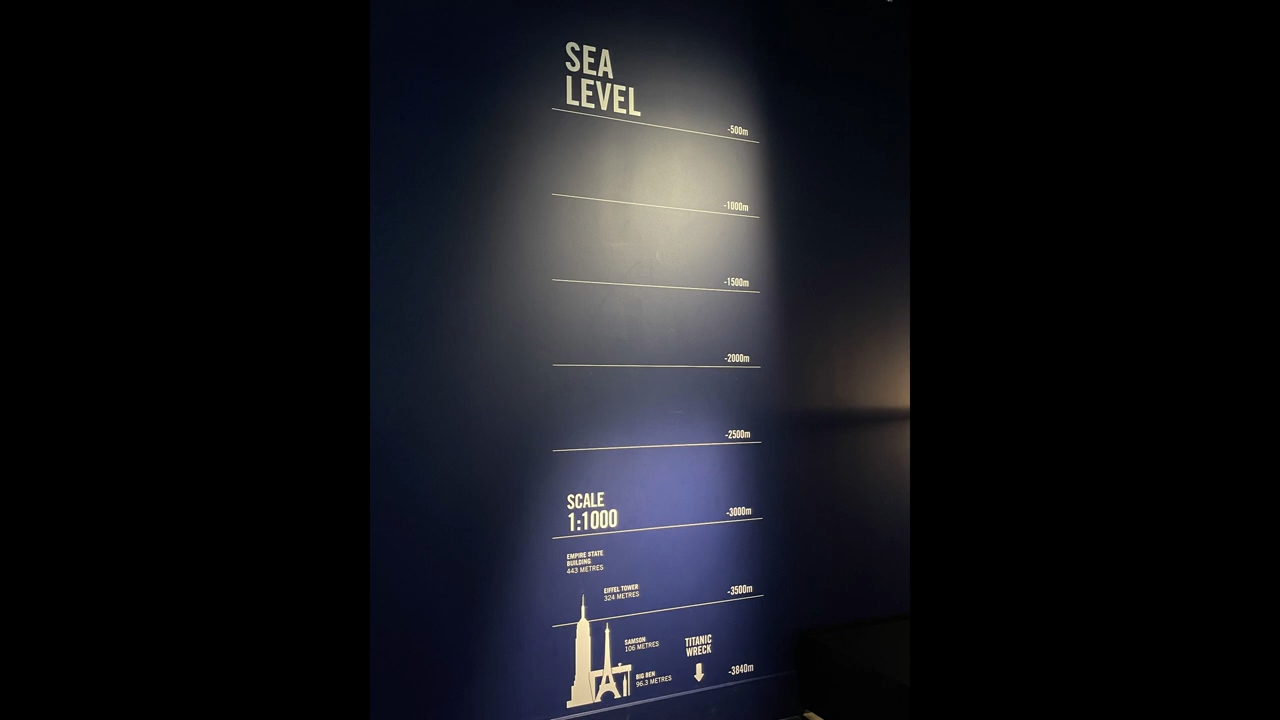 SEA
LEVEL
-500m
-1000m
-1500m
-2000m
-2500m
SCALE
1:1000
-3000m
EMPIRE STATE
BUILDING
443 METRES
EIFFEL TOWER
324 METRES
-3500m
SAMSON
106 METRES
TITANIC
WRECK
BIG BEN
96.3 METRES
-3840m